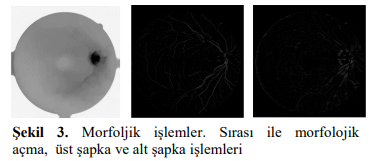 Şekil 3. Morfoljik işlemler. Sırası ile morfolojik
açma, üst şapka ve alt şapka işlemleri